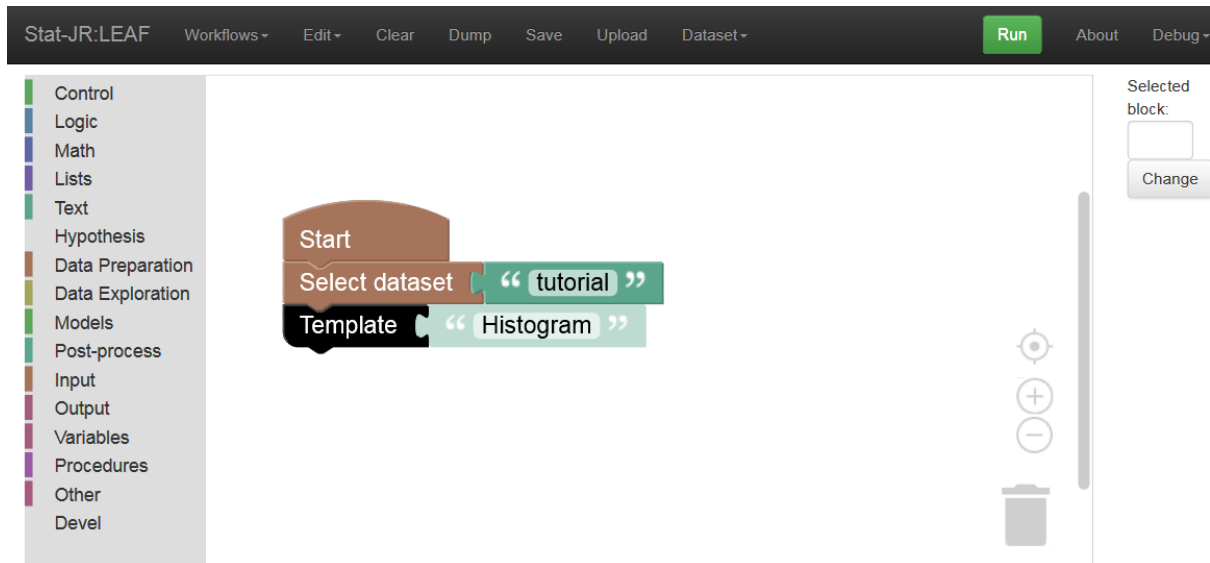 Stat-JR:LEAF Workflows Edit Clear Dump Save Upload Dataset Run About Debug
Control
Logic
Math
Lists
Text
Hypothesis
Data Preparation
Data Exploration
Models
Post-process
Input
Output
Variables
Procedures
Other
Devel
Start
Select dataset “ tutorial ”
Template “ Histogram ”
Selected
block:
Change